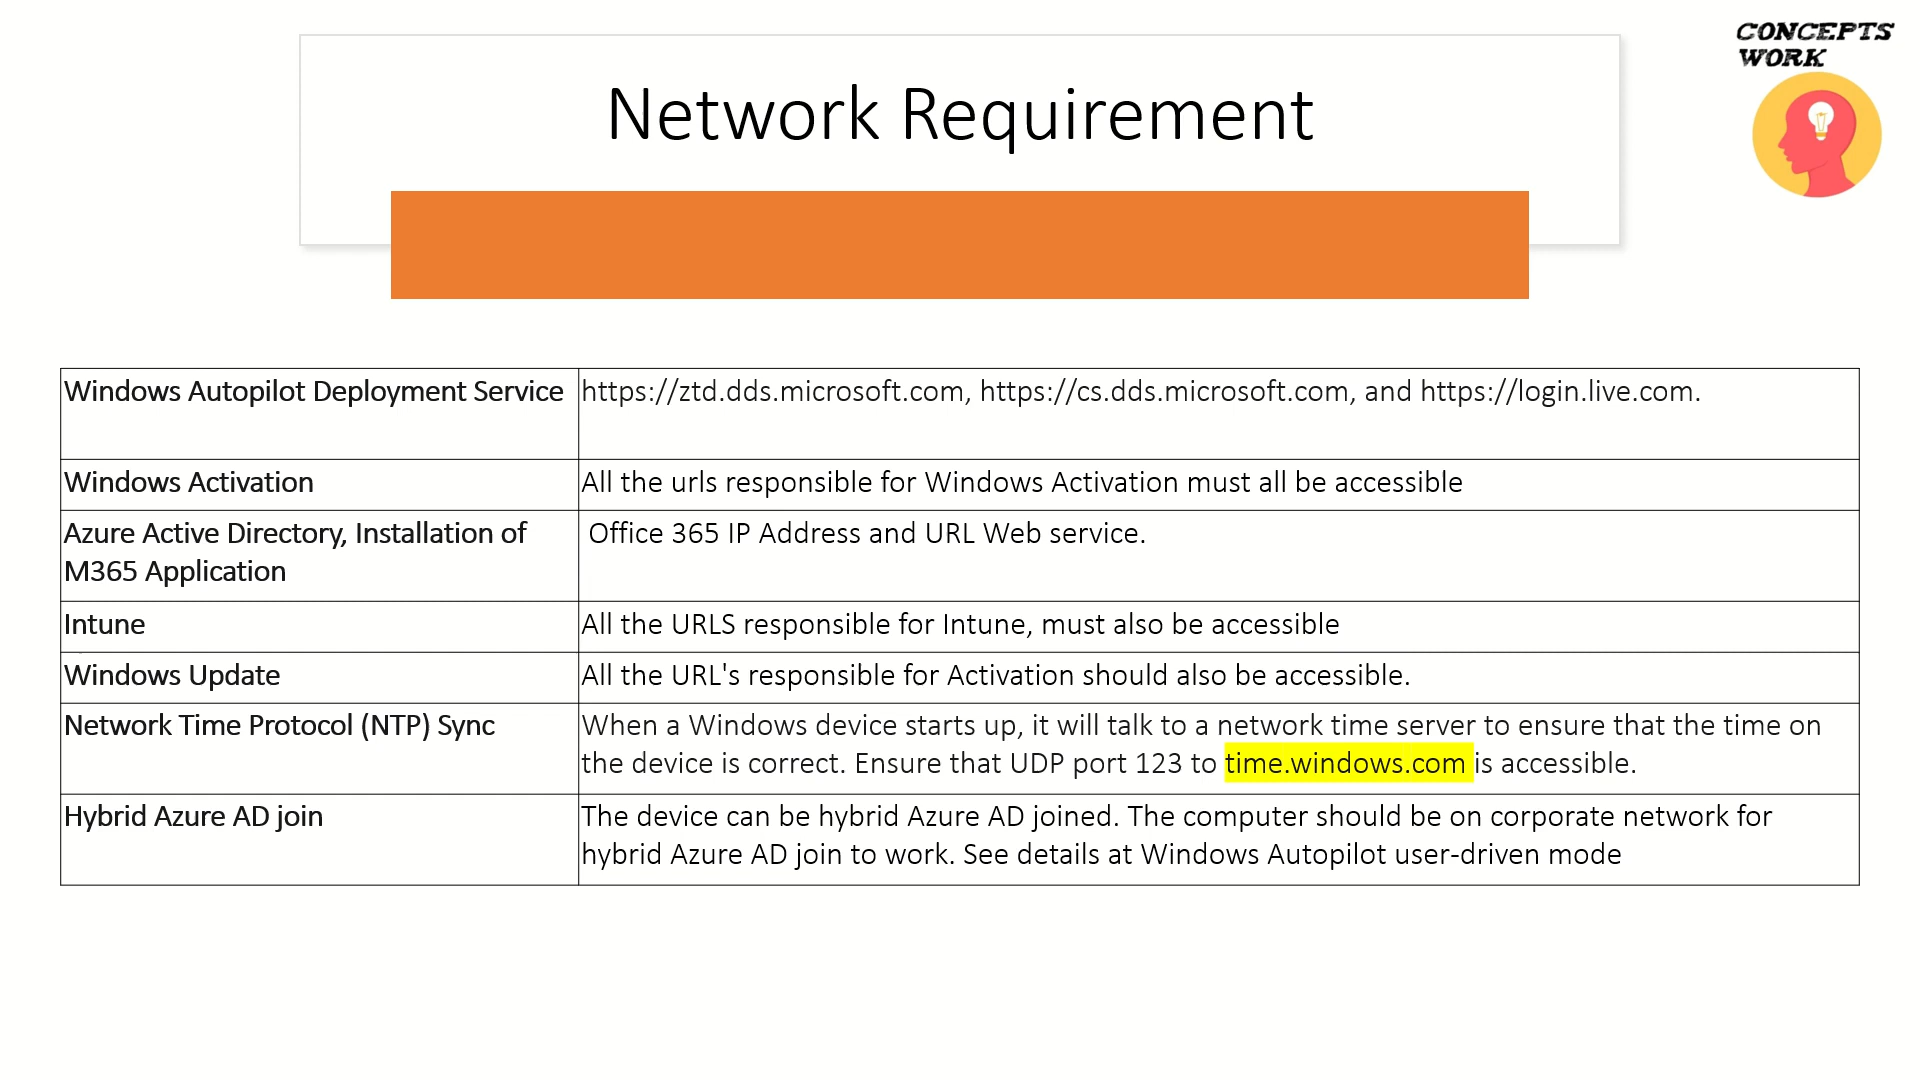 CONCEPTS
WORK
Network Requirement
Windows Autopilot Deployment Service
https://ztd.dds.microsoft.com, https://cs.dds.microsoft.com, and https://login.live.com.
Windows Activation
All the urls responsible for Windows Activation must all be accessible
Azure Active Directory, Installation of
M365 Application
Office 365 IP Address and URL Web service.
Intune
All the URLS responsible for Intune, must also be accessible
Windows Update
All the URL's responsible for Activation should also be accessible.
Network Time Protocol (NTP) Sync
When a Windows device starts up, it will talk to a network time server to ensure that the time on
the device is correct. Ensure that UDP port 123 to time.windows.com is accessible.
Hybrid Azure AD join
The device can be hybrid Azure AD joined. The computer should be on corporate network for
hybrid Azure AD join to work. See details at Windows Autopilot user-driven mode